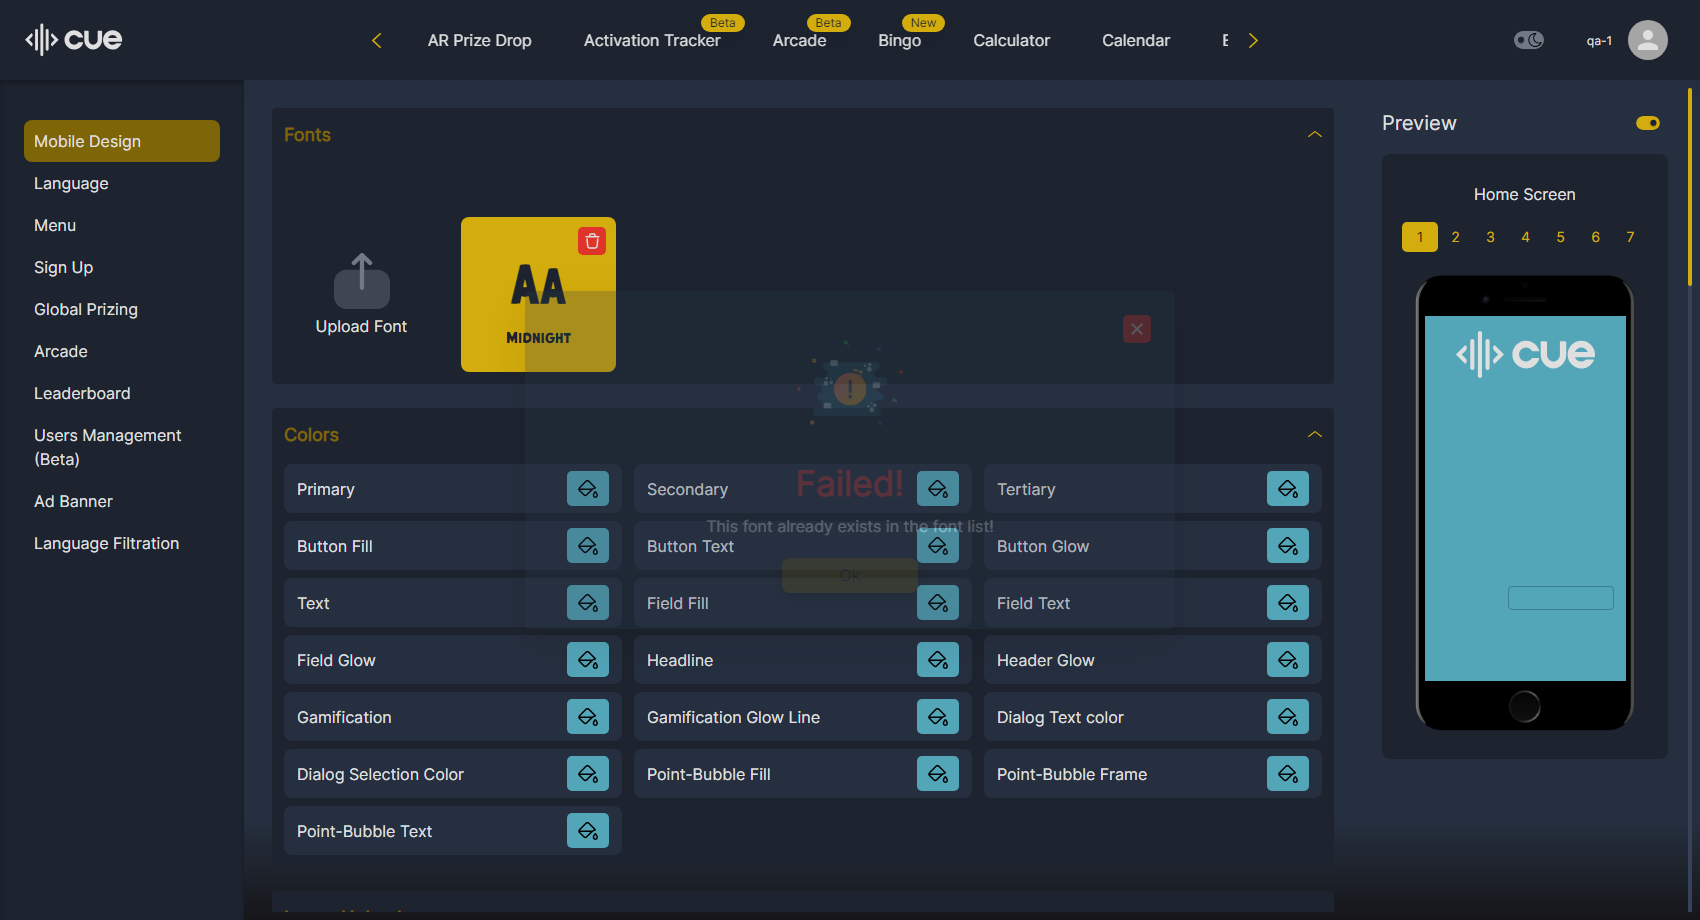 cue
AR Prize Drop
Activation Tracker
Beta
Arcade
Beta
Bingo
New
Calculator
Calendar
qa-1
Mobile Design
Language
Menu
Sign Up
Global Prizing
Arcade
Leaderboard
Users Management
(Beta)
Ad Banner
Language Filtration
Fonts
Upload Font
AA
MIDNIGHT
Failed!
This font already exists in the font list!
Ok
Colors
Primary
Secondary
Tertiary
Button Fill
Button Text
Button Glow
Text
Field Fill
Field Text
Field Glow
Headline
Header Glow
Gamification
Gamification Glow Line
Dialog Text color
Dialog Selection Color
Point-Bubble Fill
Point-Bubble Frame
Point-Bubble Text
Preview
Home Screen
1 2 3 4 5 6 7
cue